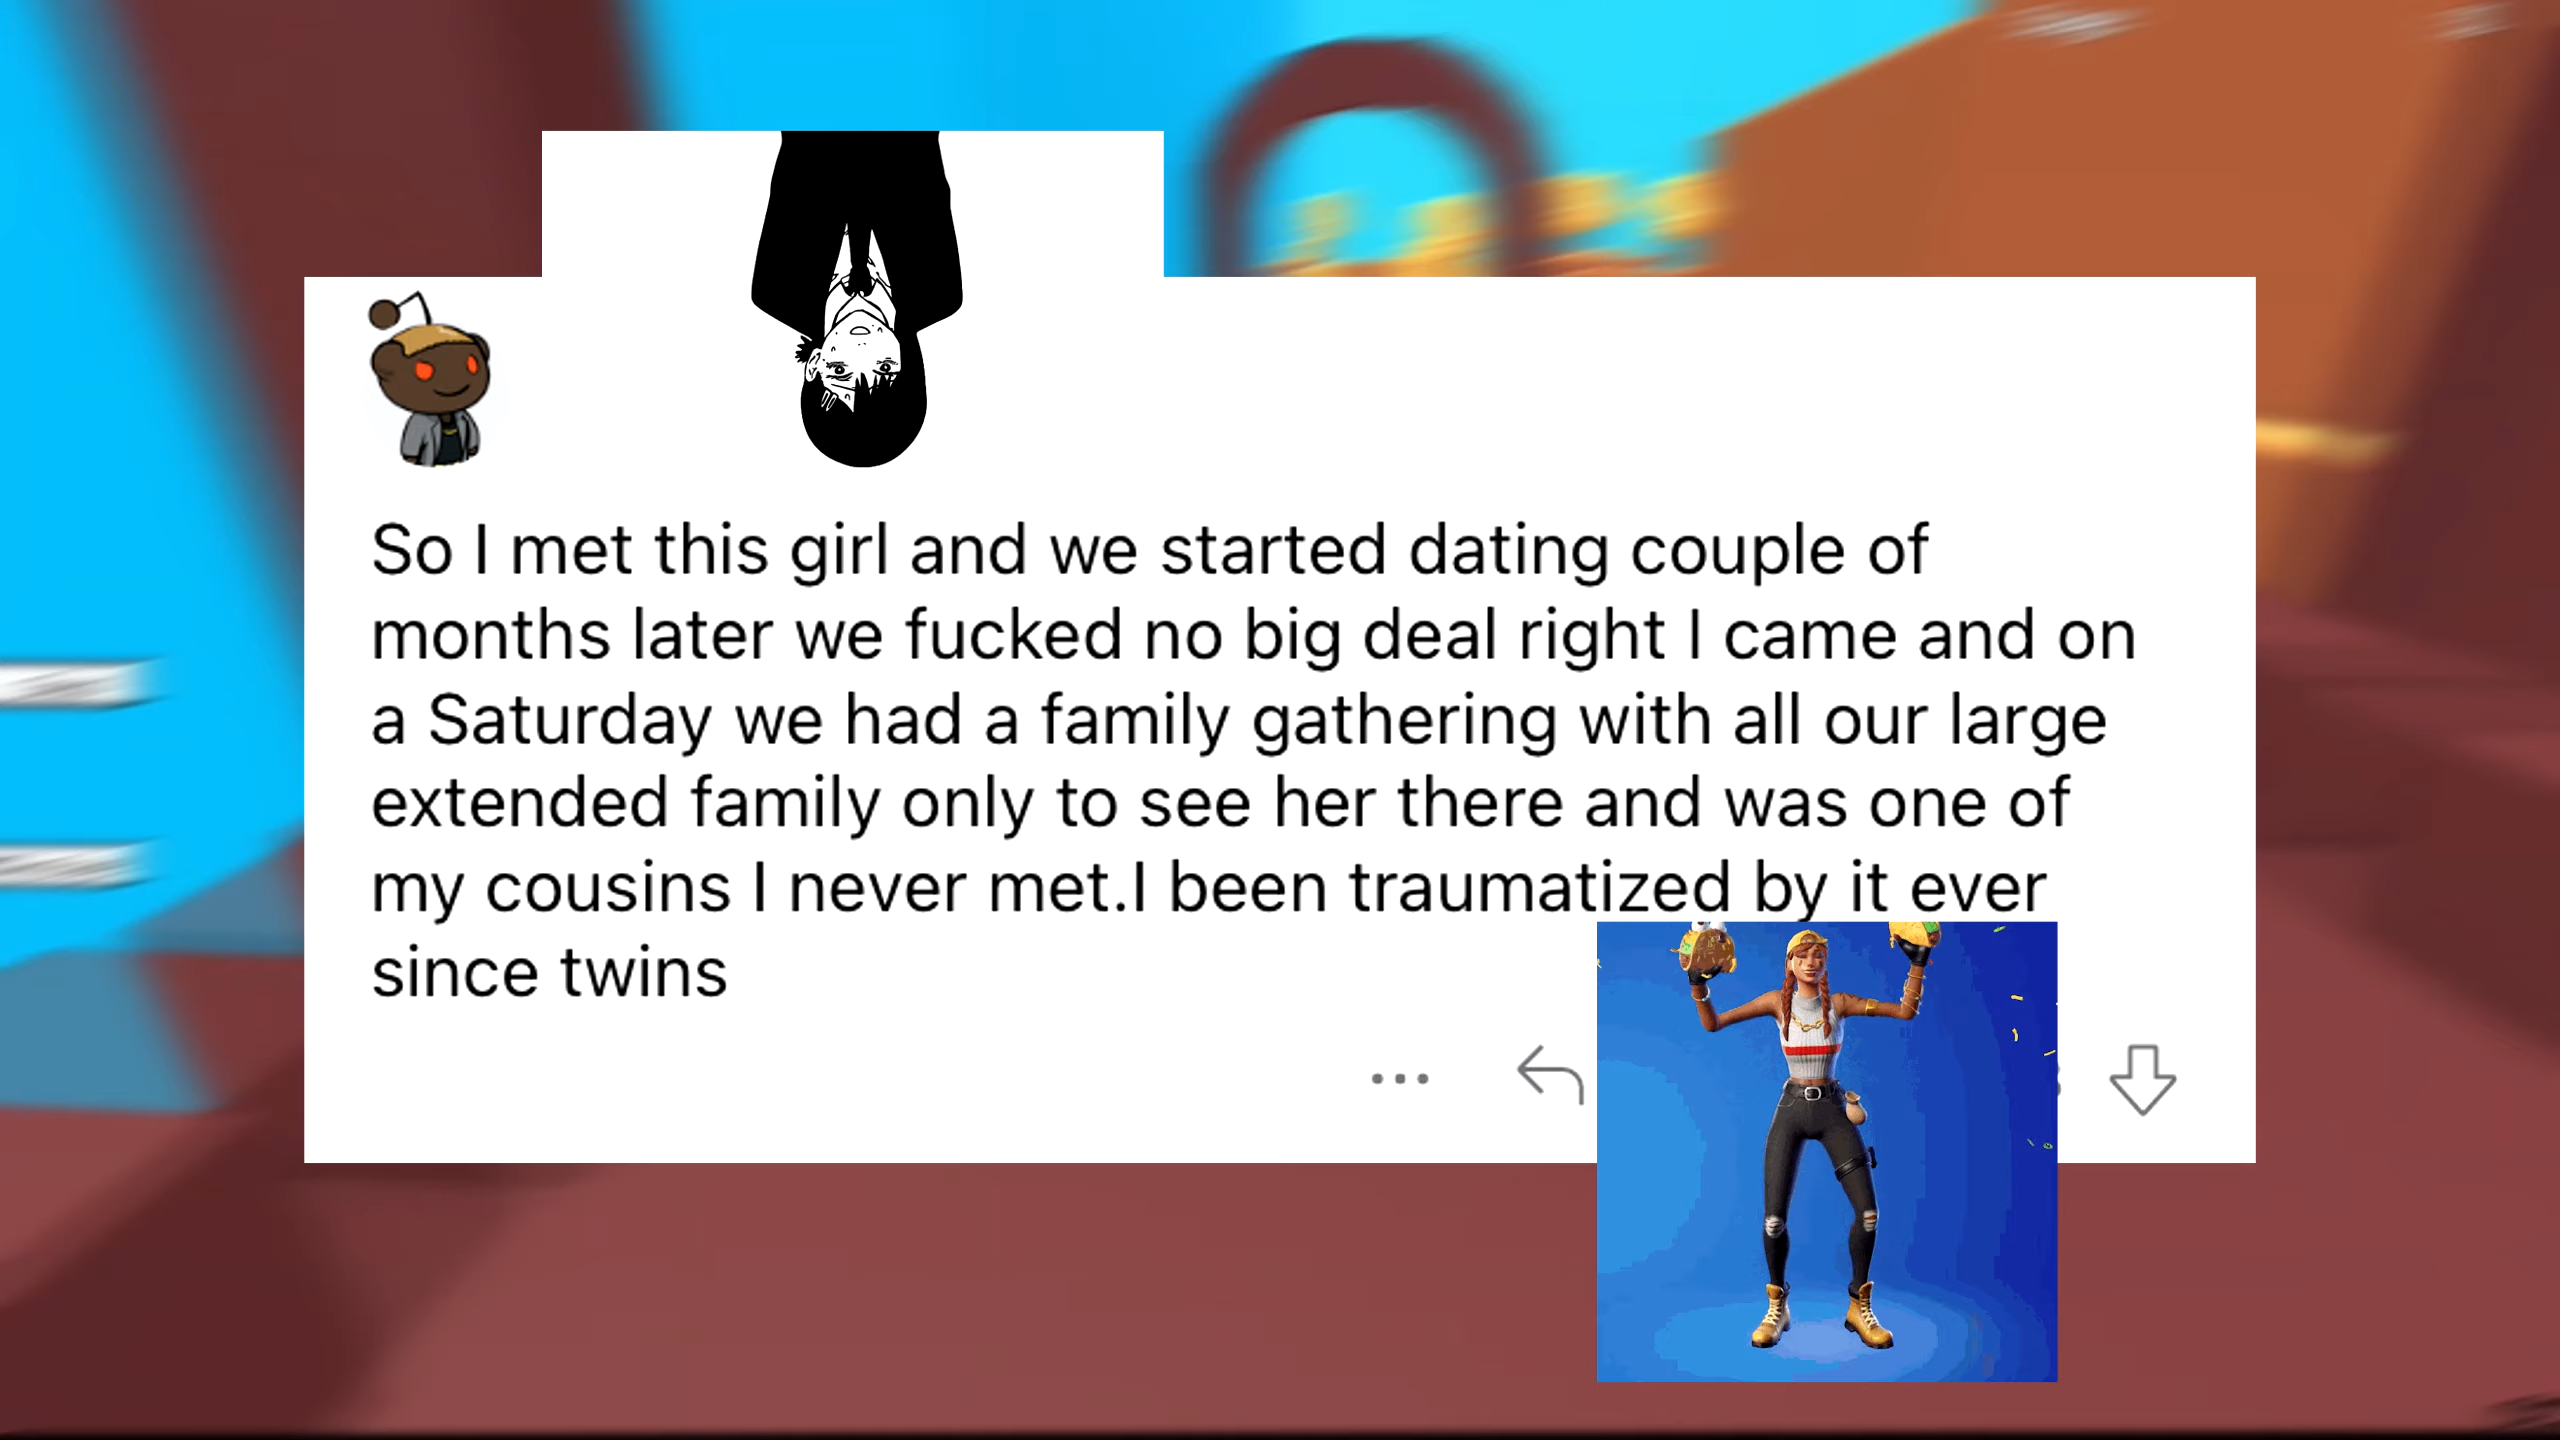 So I met this girl and we started dating couple of
months later we fucked no big deal right I came and on
a Saturday we had a family gathering with all our large
extended family only to see her there and was one of
my cousins I never met.I been traumatized by it ever
since twins